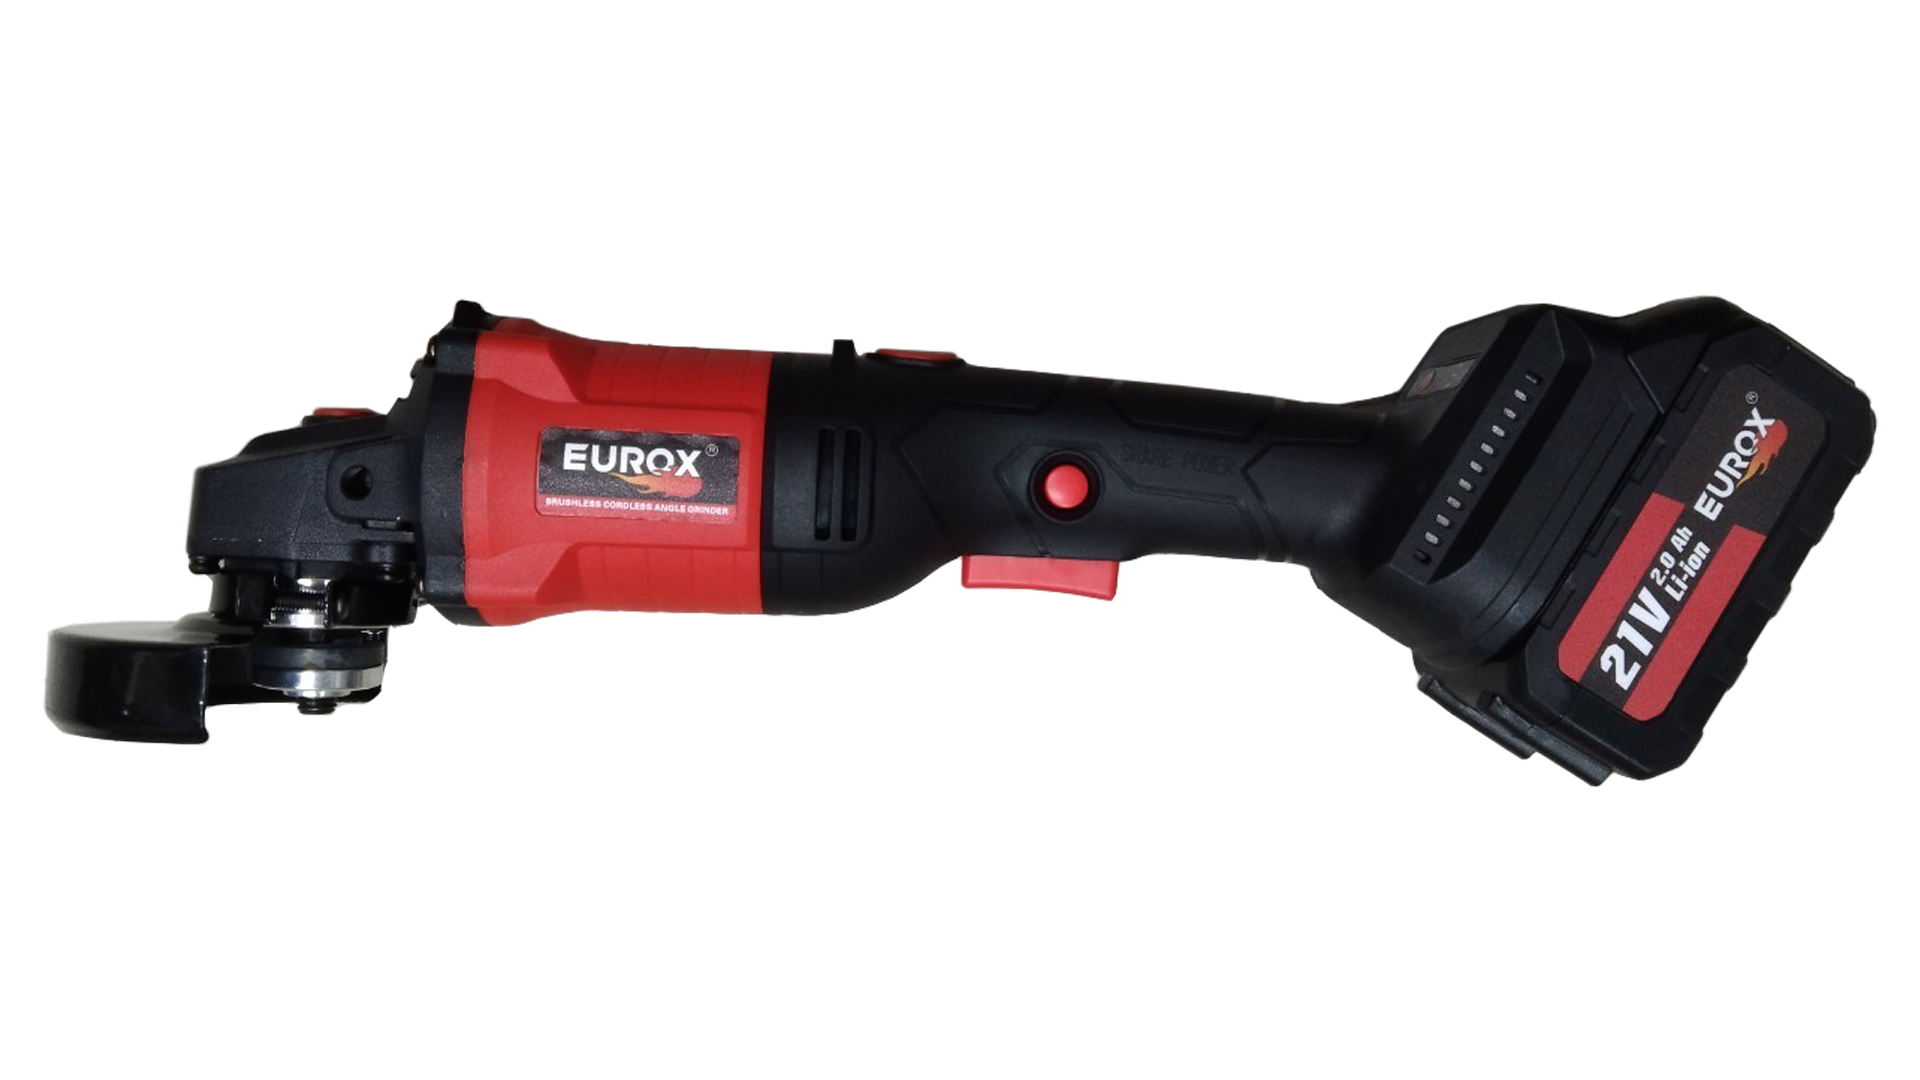 EUROX®
BRUSHLESS CORDLESS ANGLE GRINDER
SHARE POWER
21V 2.0 Ah
Li-ion
EUROX®